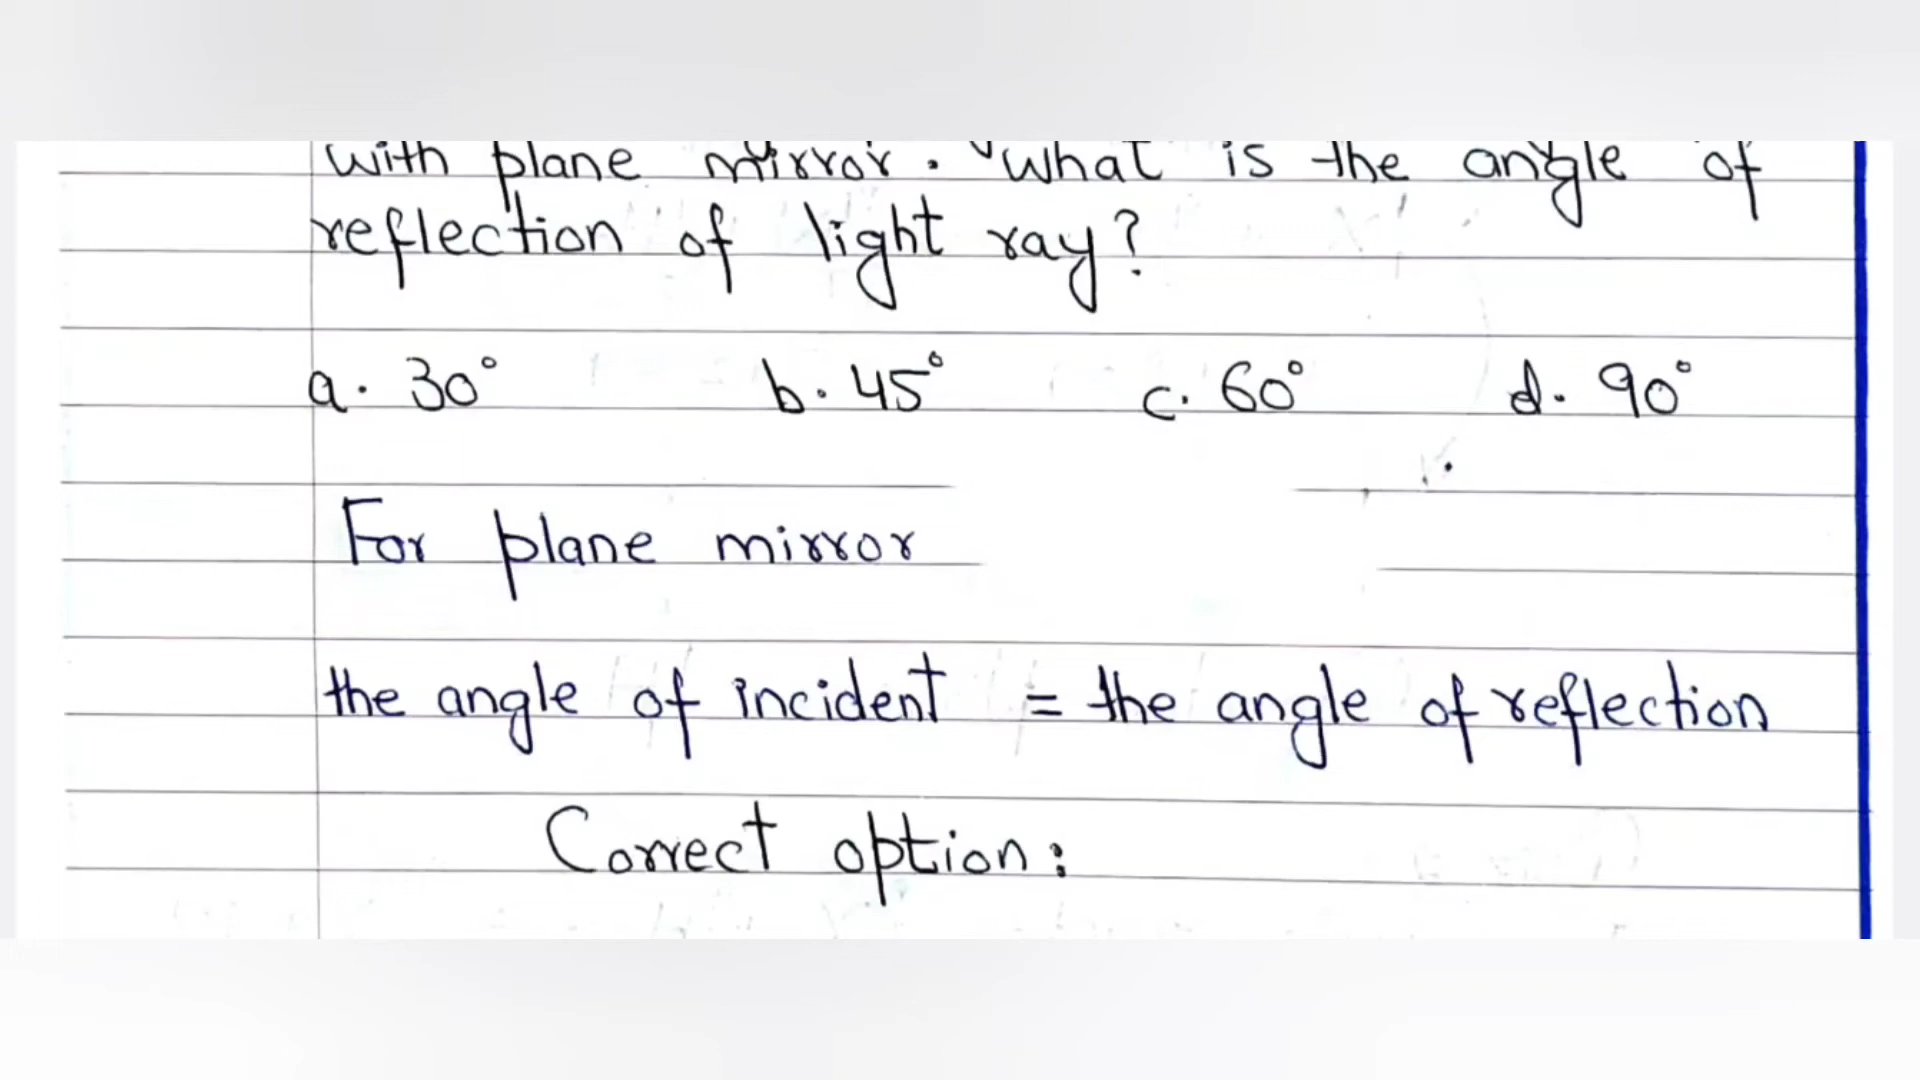 with plane mirror. What is the angle of
reflection of light ray?
a. 30° b. 45° c. 60° d. 90°
For plane mirror
the angle of incident = the angle of reflection
Correct option: